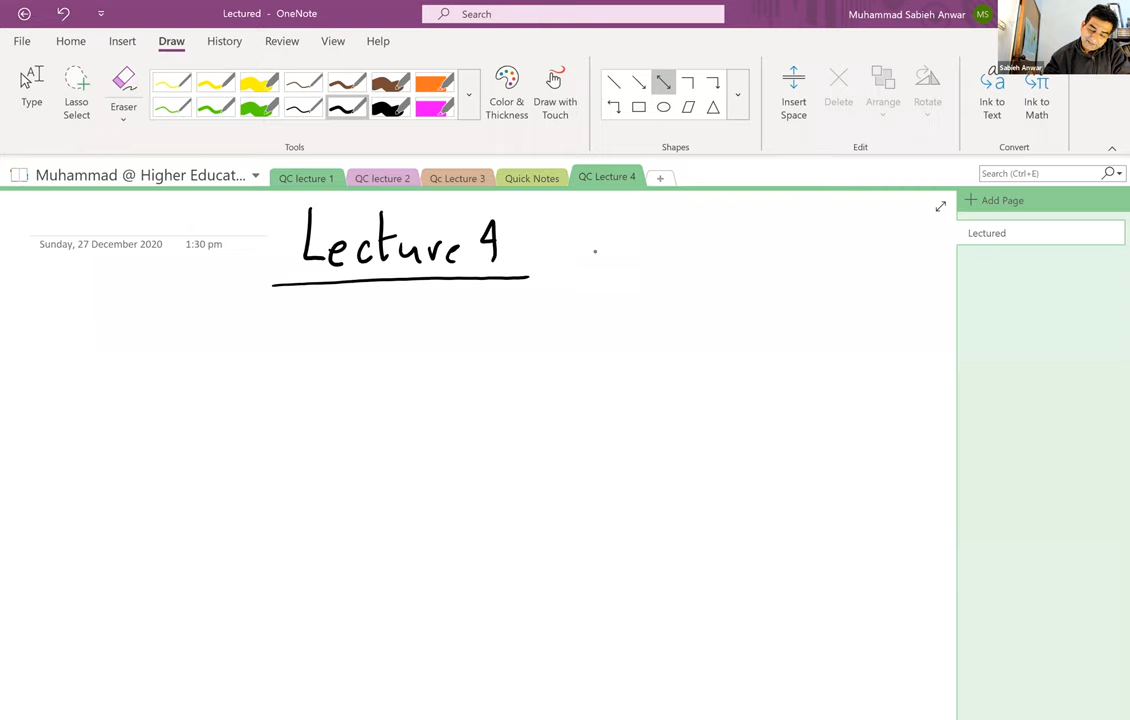 Lectured - OneNote
Search
Muhammad Sabieh Anwar
MS
Sabieh Anwar
File Home Insert Draw History Review View Help
Type
Lasso Select
Eraser
Color & Thickness
Draw with Touch
Insert Space
Delete
Arrange
Rotate
Ink to Text
Ink to Math
Tools
Shapes
Edit
Convert
Muhammad @ Higher Educat...
QC lecture 1
QC lecture 2
Qc Lecture 3
Quick Notes
QC Lecture 4
Search (Ctrl+E)
Add Page
Lectured
Sunday, 27 December 2020 1:30 pm
Lecture 4